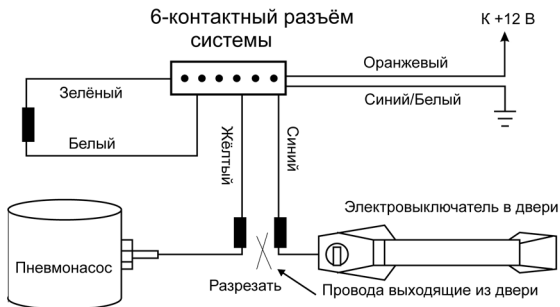 6-контактный разъём
системы
К +12 В
Оранжевый
Зелёный
Синий/Белый
Белый
Жёлтый
Синий
Электровыключатель в двери
Пневмонасос
Разрезать
Провода выходящие из двери